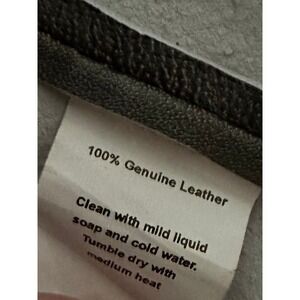 100% Genuine Leather
Clean with mild liquid
soap and cold water.
Tumble dry with
medium heat